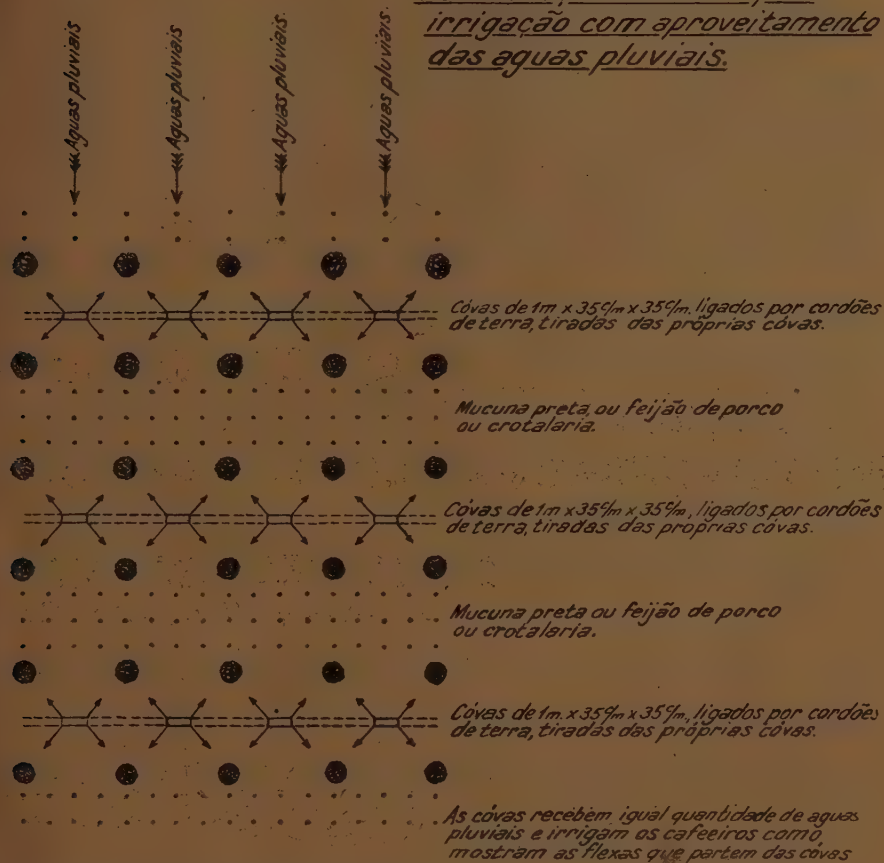 irrigação com aproveitamento
das aguas pluviais.
Aguas pluviais
Aguas pluviais
Aguas pluviais
Aguas pluviais
Cóvas de 1m x 35c/m x 35c/m, ligados por cordões
de terra, tiradas das próprias cóvas.
Mucuna preta, ou feijão de porco
ou crotalaria.
Cóvas de 1m x 35c/m x 35c/m, ligados por cordões
de terra, tiradas das próprias cóvas.
Mucuna preta ou feijão de porco
ou crotalaria.
Cóvas de 1m. x 35c/m x 35c/m, ligados por cordões
de terra, tiradas das próprias cóvas.
As cóvas recebem igual quantidade de aguas
pluviais e irrigam os cafeeiros como
mostram as flexas que partem das cóvas